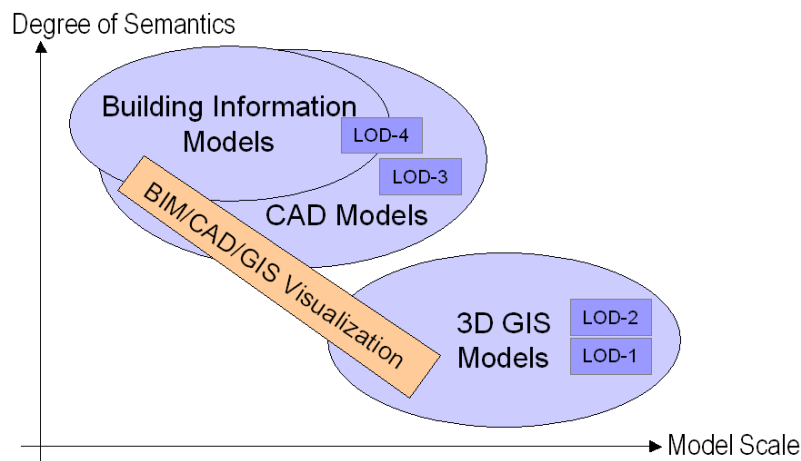 Degree of Semantics
Building Information
Models
LOD-4
LOD-3
CAD Models
BIM/CAD/GIS Visualization
3D GIS
Models
LOD-2
LOD-1
Model Scale